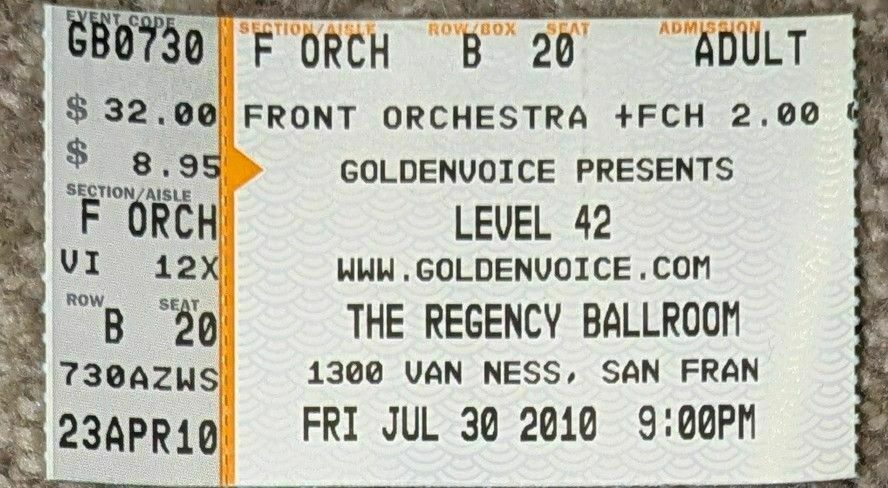 EVENT CODE
GB0730
$ 32.00
$ 8.95
SECTION/AISLE
F ORCH
VI 12X
ROW SEAT
B 20
730AZWS
23APR10
SECTION/AISLE ROW/BOX SEAT ADMISSION
F ORCH B 20 ADULT
FRONT ORCHESTRA +FCH 2.00
GOLDENVOICE PRESENTS
LEVEL 42
WWW.GOLDENVOICE.COM
THE REGENCY BALLROOM
1300 VAN NESS, SAN FRAN
FRI JUL 30 2010 9:00PM